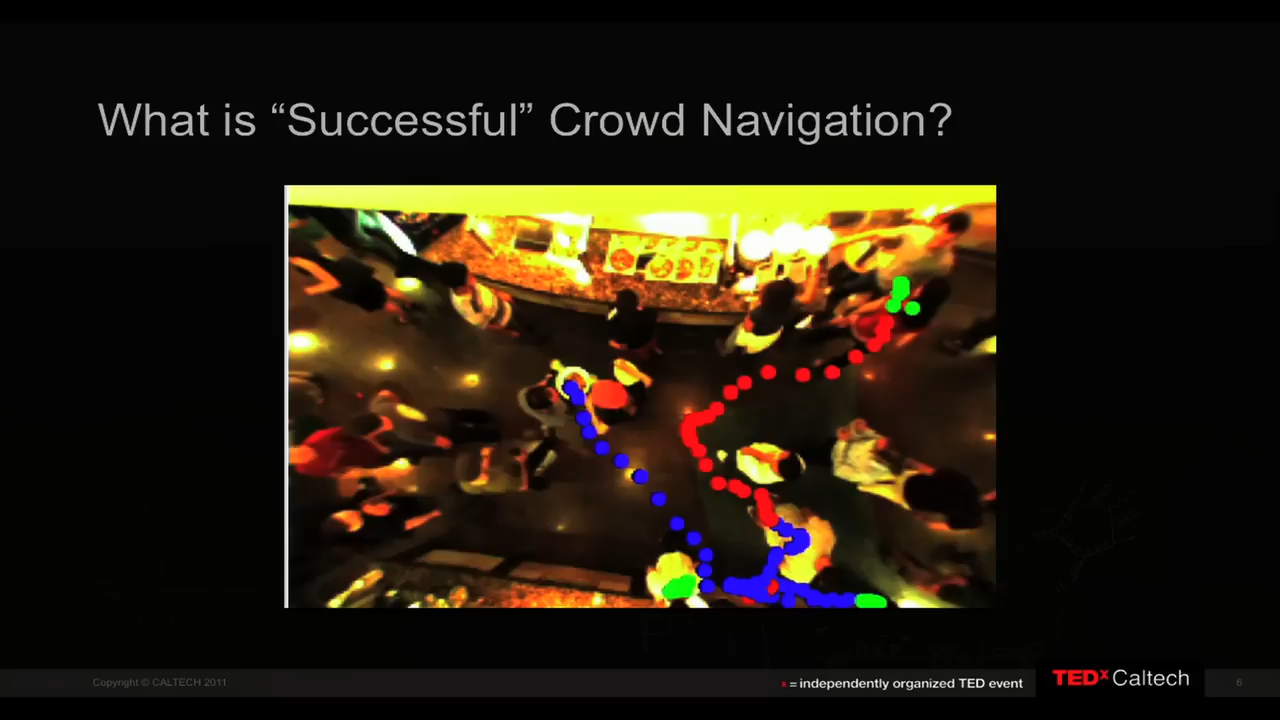 What is “Successful” Crowd Navigation?
Copyright © CALTECH 2011
x = independently organized TED event
TEDxCaltech
6